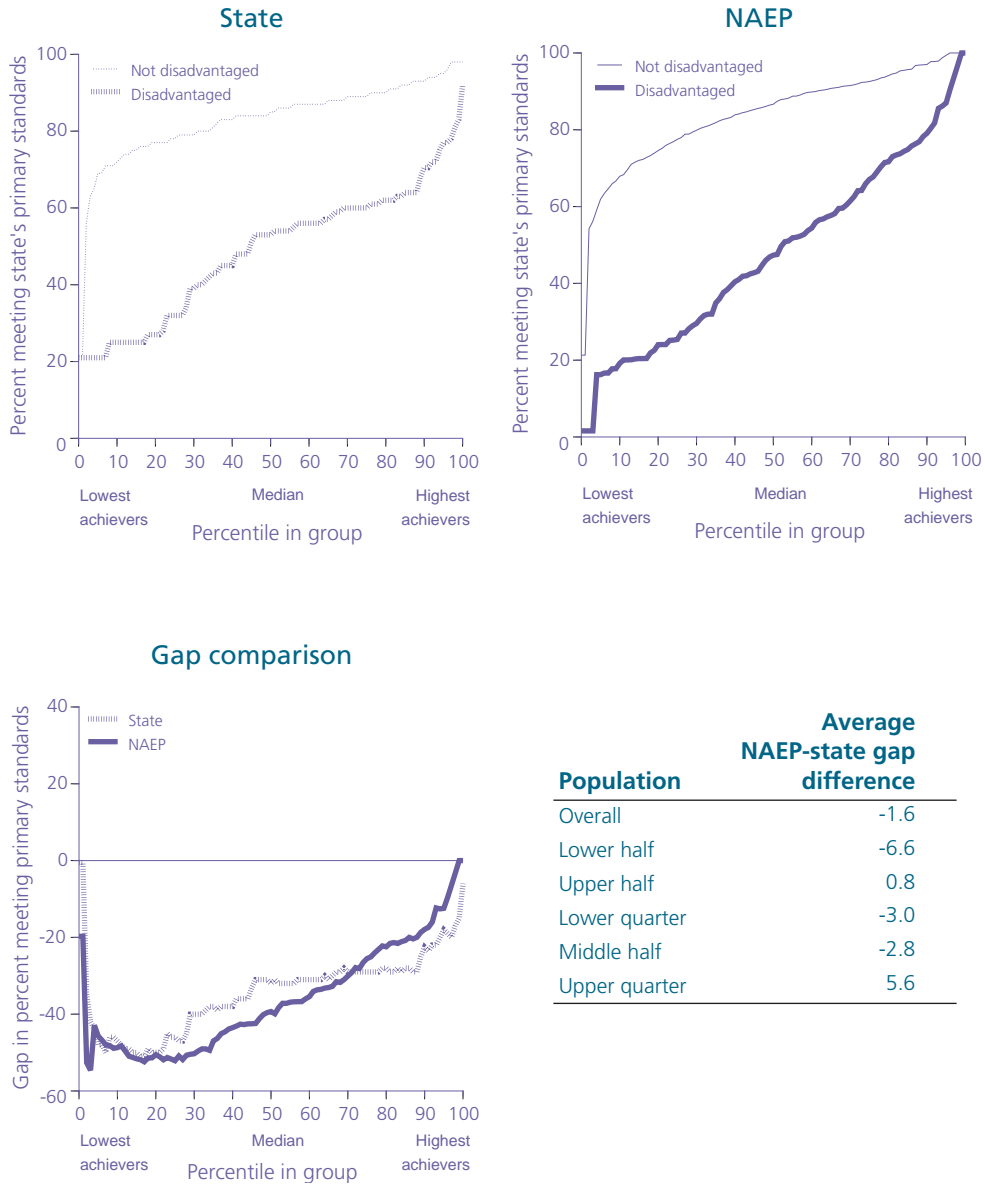 State
Percent meeting state's primary standards
100
80
60
40
20
0
Not disadvantaged
Disadvantaged
0 10 20 30 40 50 60 70 80 90 100
Lowest achievers
Median
Highest achievers
Percentile in group
NAEP
Percent meeting state's primary standards
100
80
60
40
20
0
Not disadvantaged
Disadvantaged
0 10 20 30 40 50 60 70 80 90 100
Lowest achievers
Median
Highest achievers
Percentile in group
Gap comparison
Gap in percent meeting primary standards
40
20
0
-20
-40
-60
State
NAEP
0 10 20 30 40 50 60 70 80 90 100
Lowest achievers
Median
Highest achievers
Percentile in group
Average
NAEP-state gap
Population difference
Overall -1.6
Lower half -6.6
Upper half 0.8
Lower quarter -3.0
Middle half -2.8
Upper quarter 5.6